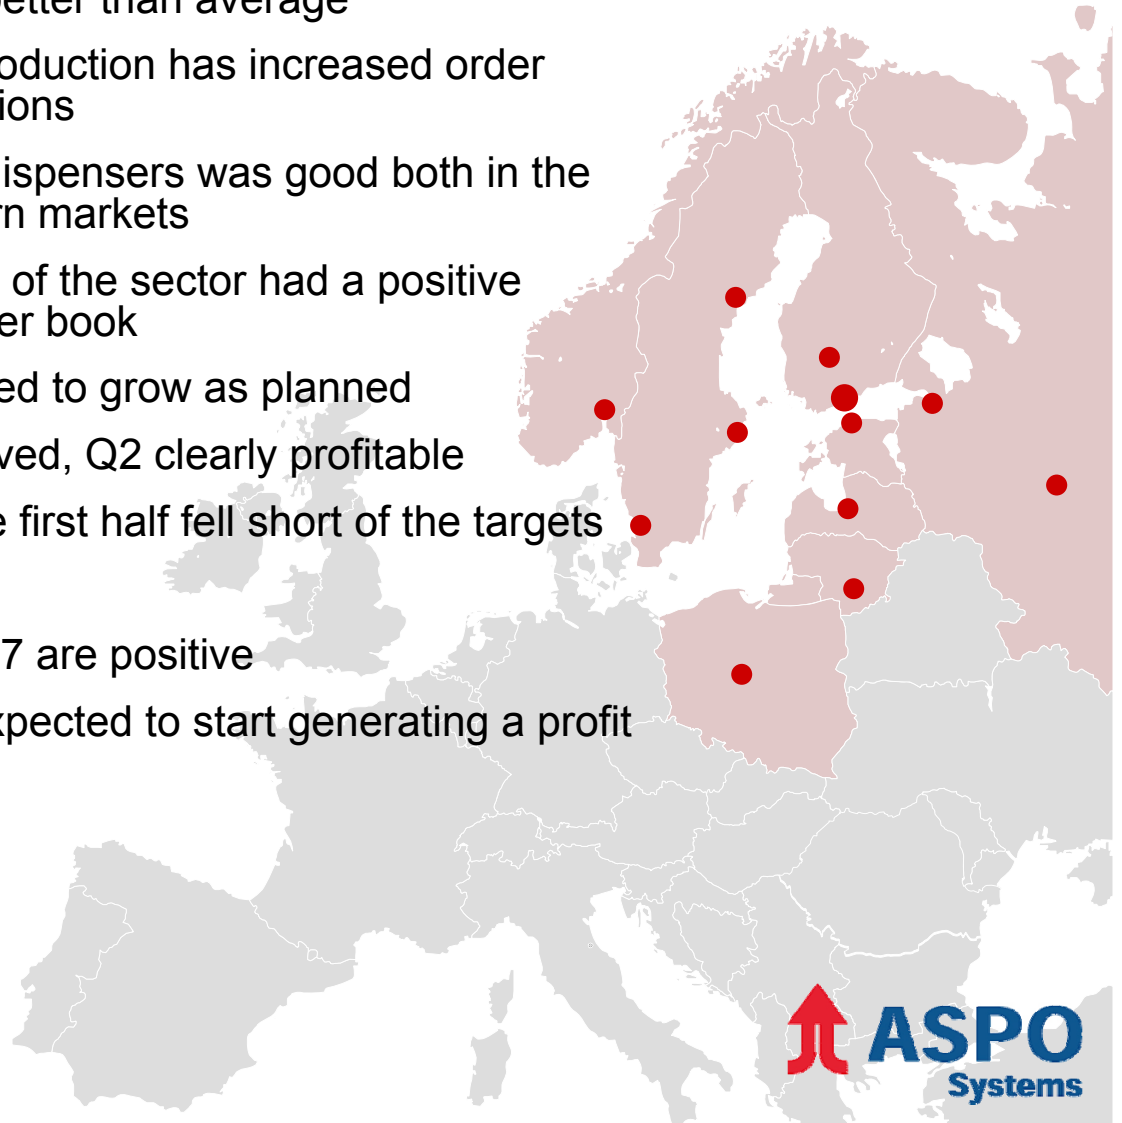 better than average
oduction has increased order
ions
ispensers was good both in the
rn markets
of the sector had a positive
er book
ed to grow as planned
ved, Q2 clearly profitable
e first half fell short of the targets
7 are positive
xpected to start generating a profit
ASPO
Systems